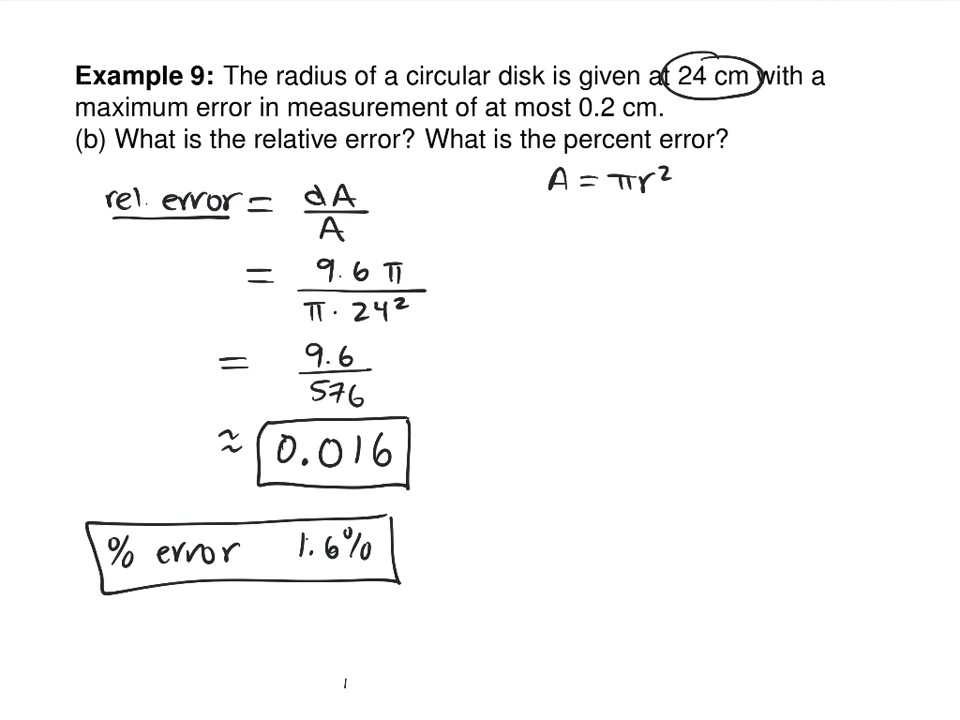 Example 9: The radius of a circular disk is given at 24 cm with a
maximum error in measurement of at most 0.2 cm.
(b) What is the relative error? What is the percent error?
A = πr²
rel. error = dA/A
= 9.6 π / π · 24²
= 9.6/576
≈ 0.016
% error 1.6%